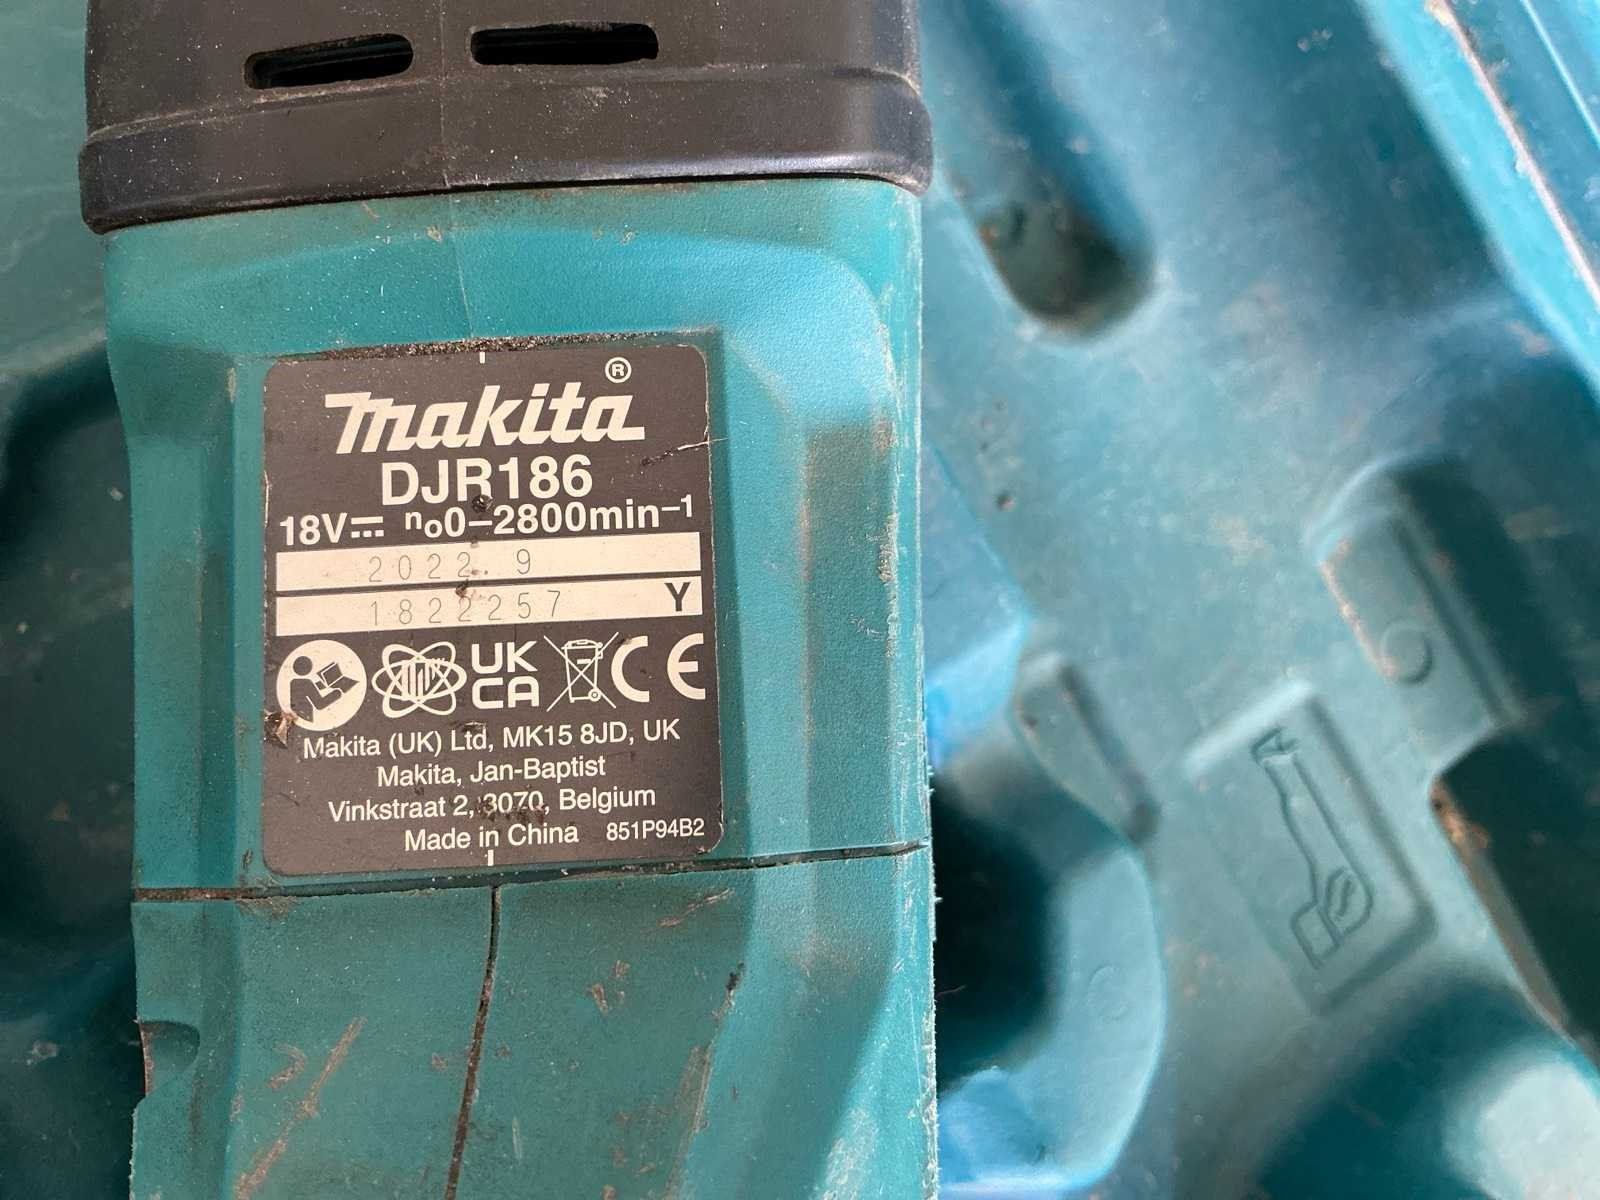 makita®
DJR186
18V⎓ n₀0–2800min⁻¹
2022. 9
1822257 Y
UK
CA
CE
Makita (UK) Ltd, MK15 8JD, UK
Makita, Jan-Baptist
Vinkstraat 2, 3070, Belgium
Made in China 851P94B2